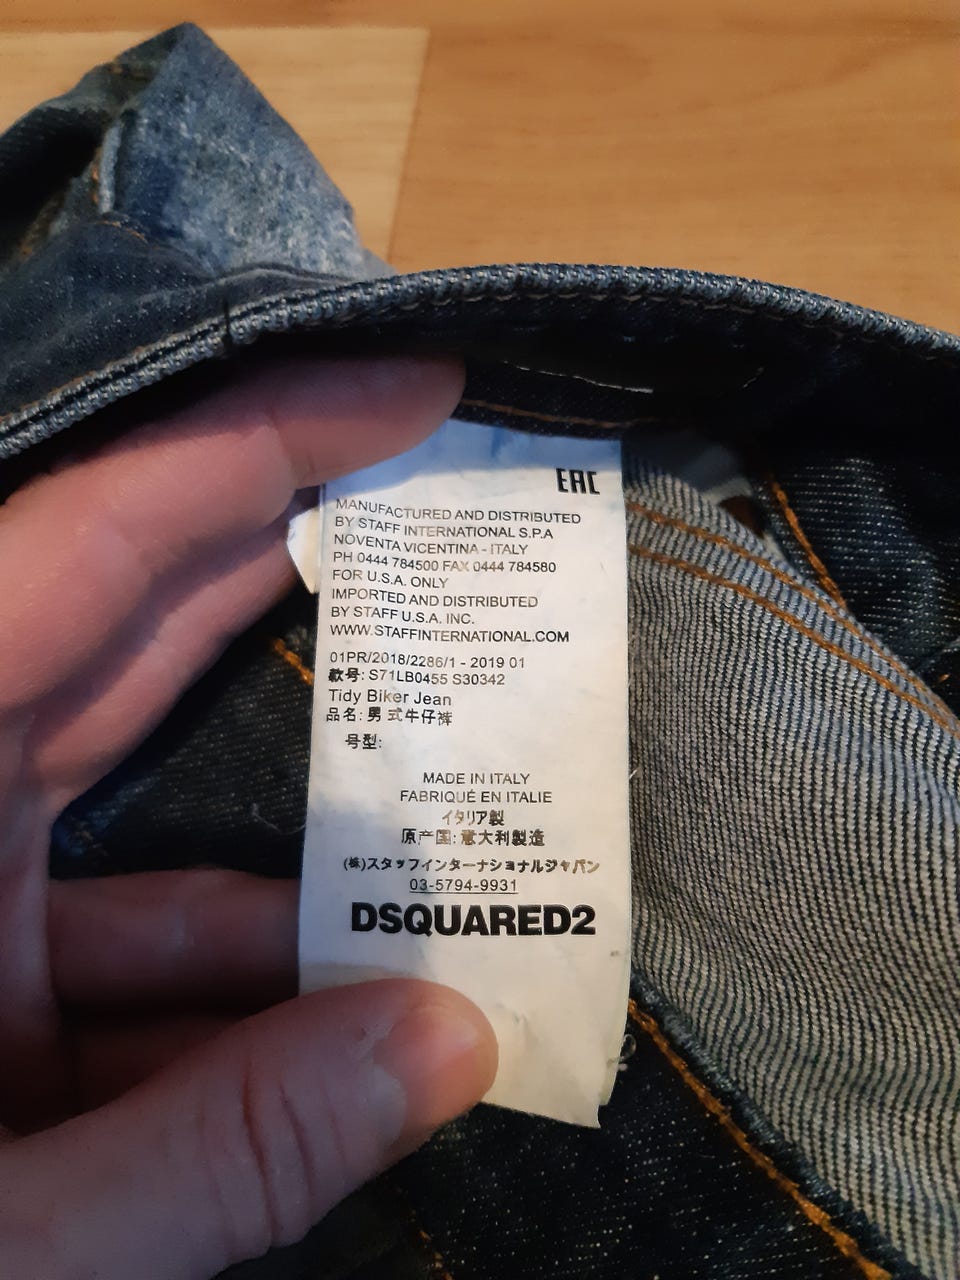 EAC
MANUFACTURED AND DISTRIBUTED
BY STAFF INTERNATIONAL S.P.A
NOVENTA VICENTINA - ITALY
PH 0444 784500 FAX 0444 784580
FOR U.S.A. ONLY
IMPORTED AND DISTRIBUTED
BY STAFF U.S.A. INC.
WWW.STAFFINTERNATIONAL.COM
01PR/2018/2286/1 - 2019 01
款号: S71LB0455 S30342
Tidy Biker Jean
品名: 男式牛仔裤
号型:
MADE IN ITALY
FABRIQUÉ EN ITALIE
イタリア製
原产国: 意大利製造
(株)スタッフインターナショナルジャパン
03-5794-9931
DSQUARED2